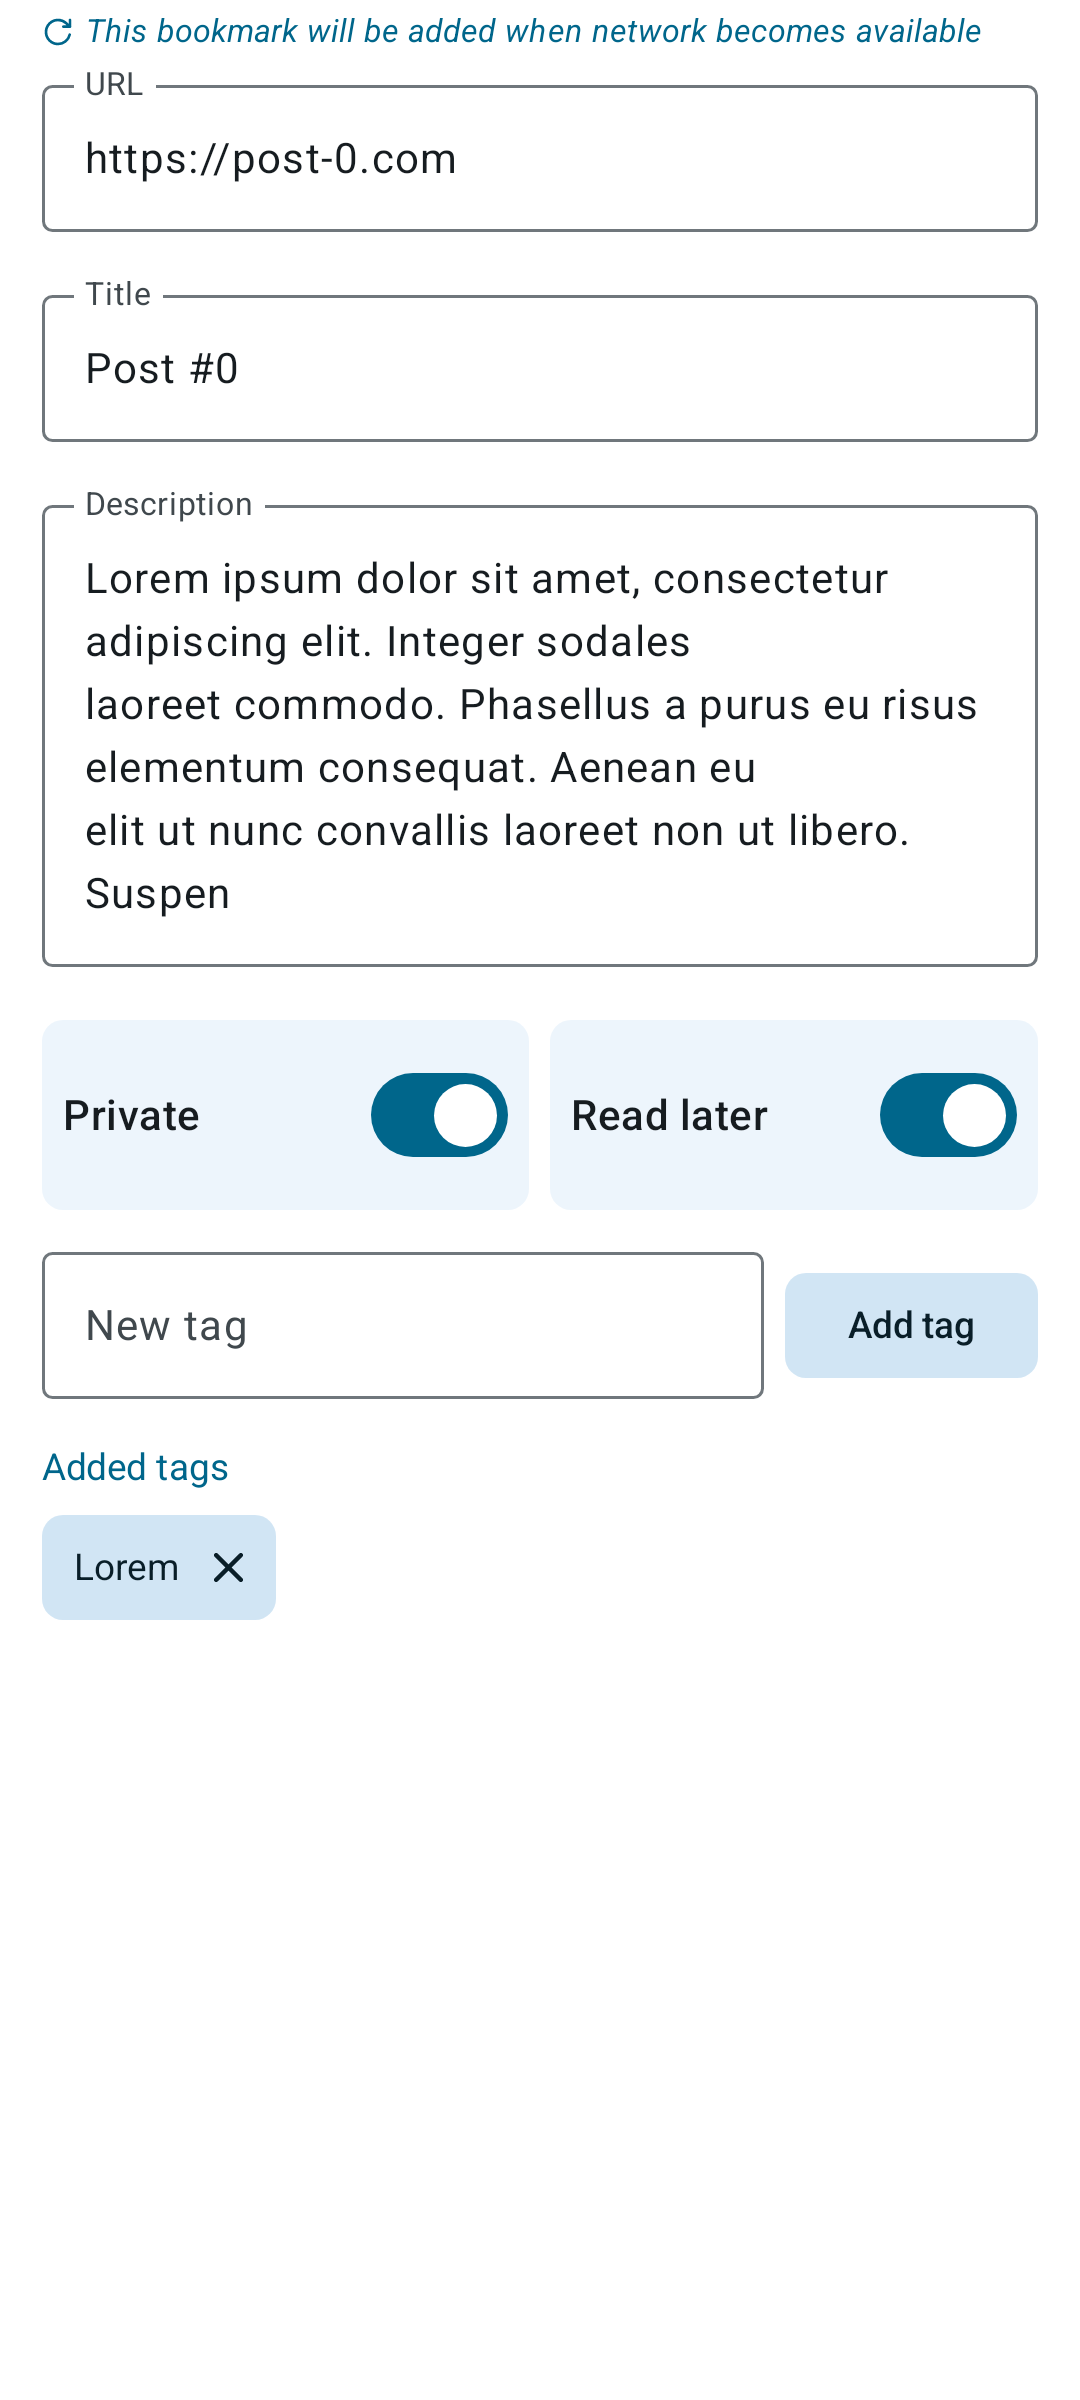 This bookmark will be added when network becomes available
URL
https://post-0.com
Title
Post #0
Description
Lorem ipsum dolor sit amet, consectetur
adipiscing elit. Integer sodales
laoreet commodo. Phasellus a purus eu risus
elementum consequat. Aenean eu
elit ut nunc convallis laoreet non ut libero.
Suspen
Private
Read later
New tag
Add tag
Added tags
Lorem